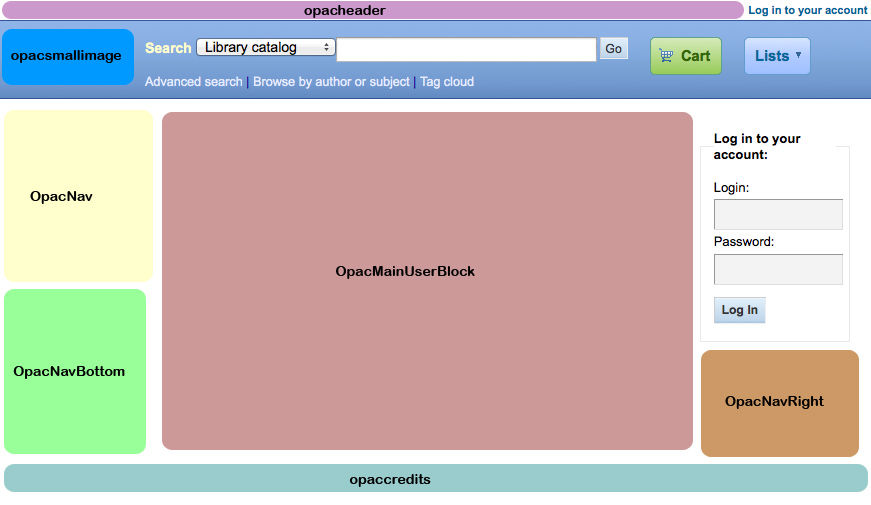 opacheader
Log in to your account
opacsmallimage
Search Library catalog Go
Cart
Lists
Advanced search | Browse by author or subject | Tag cloud
OpacNav
OpacMainUserBlock
Log in to your
account:
Login:
Password:
Log In
OpacNavBottom
OpacNavRight
opaccredits